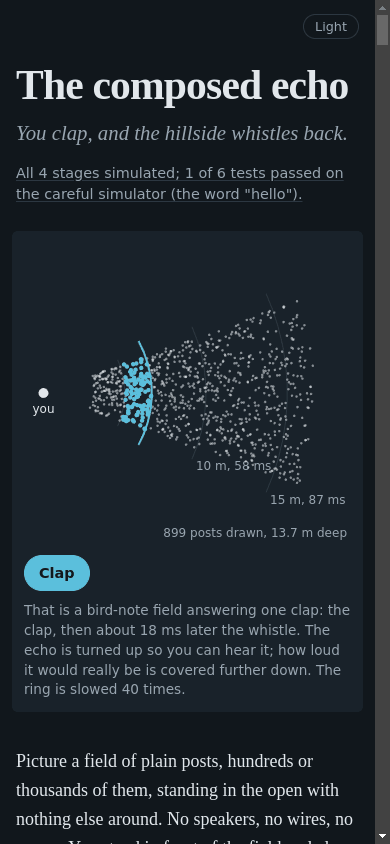 Light
The composed echo
You clap, and the hillside whistles back.
All 4 stages simulated; 1 of 6 tests passed on
the careful simulator (the word "hello").
you
10 m, 58 ms
15 m, 87 ms
899 posts drawn, 13.7 m deep
Clap
That is a bird-note field answering one clap: the
clap, then about 18 ms later the whistle. The
echo is turned up so you can hear it; how loud
it would really be is covered further down. The
ring is slowed 40 times.
Picture a field of plain posts, hundreds or
thousands of them, standing in the open with
nothing else around. No speakers, no wires, no